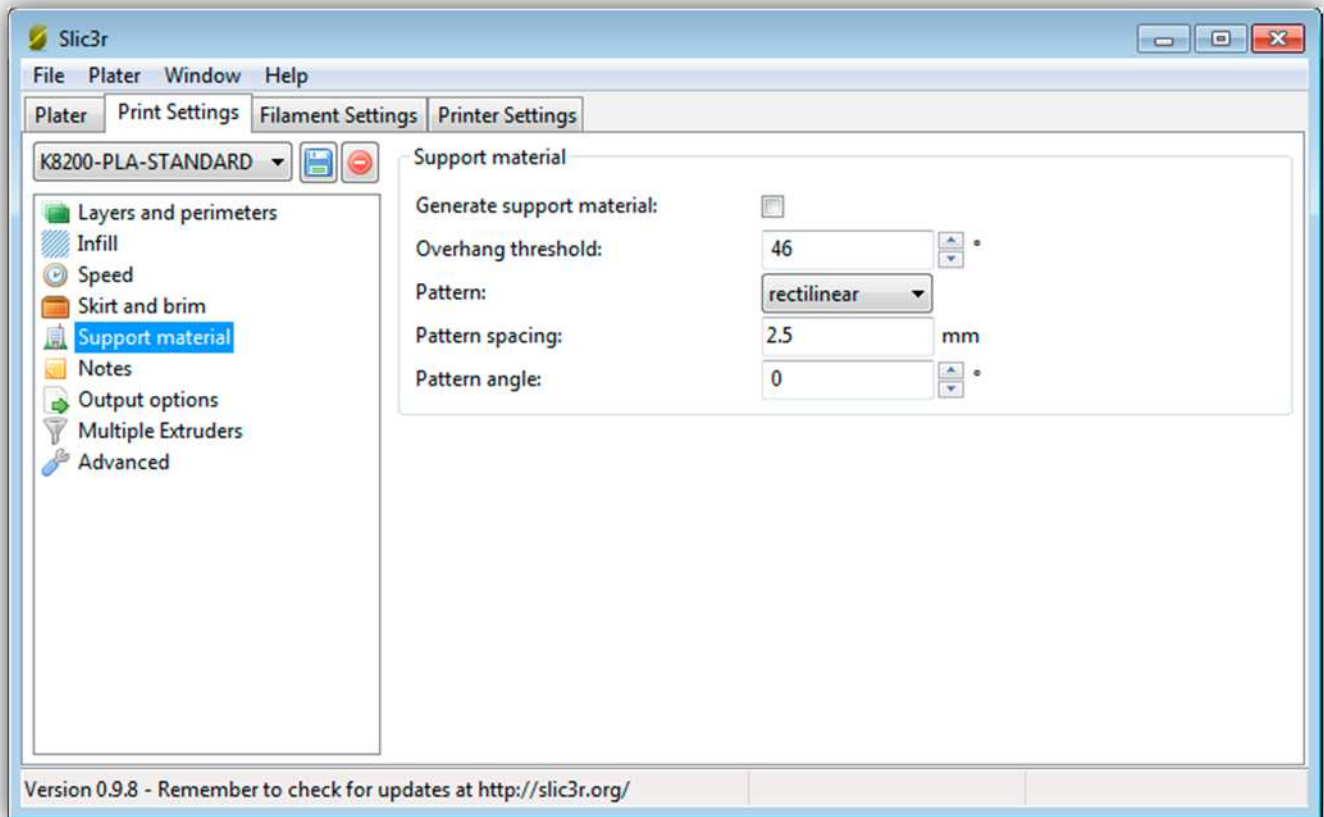 Slic3r
File Plater Window Help
Plater Print Settings Filament Settings Printer Settings
K8200-PLA-STANDARD
Layers and perimeters
Infill
Speed
Skirt and brim
Support material
Notes
Output options
Multiple Extruders
Advanced
Support material
Generate support material:
Overhang threshold: 46 °
Pattern: rectilinear
Pattern spacing: 2.5 mm
Pattern angle: 0 °
Version 0.9.8 - Remember to check for updates at http://slic3r.org/